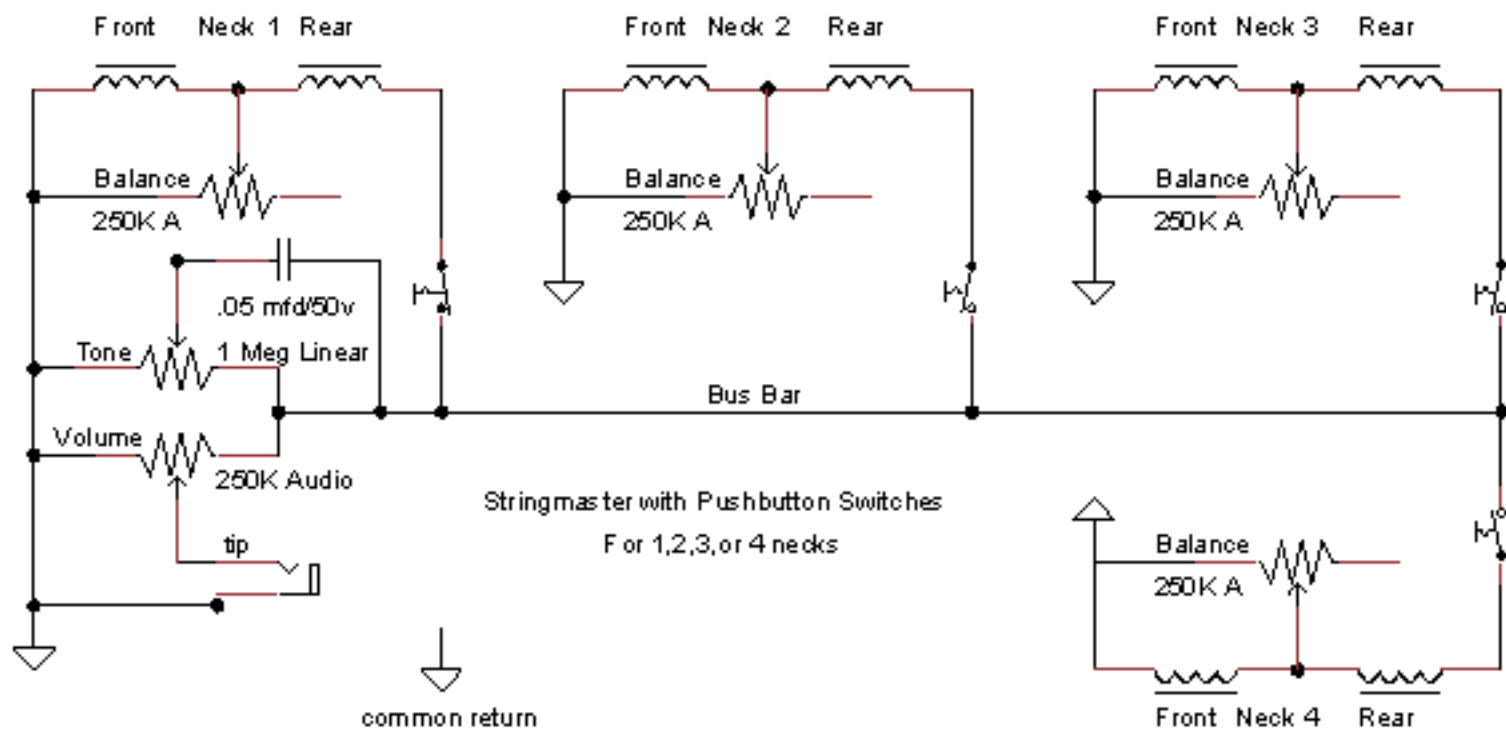 Front Neck 1 Rear
Front Neck 2 Rear
Front Neck 3 Rear
Balance
250K A
Balance
250K A
Balance
250K A
.05 mfd/50v
Tone
1 Meg Linear
Bus Bar
Volume
250K Audio
Stringmaster with Pushbutton Switches
For 1,2,3,or 4 necks
tip
Balance
250K A
common return
Front Neck 4 Rear